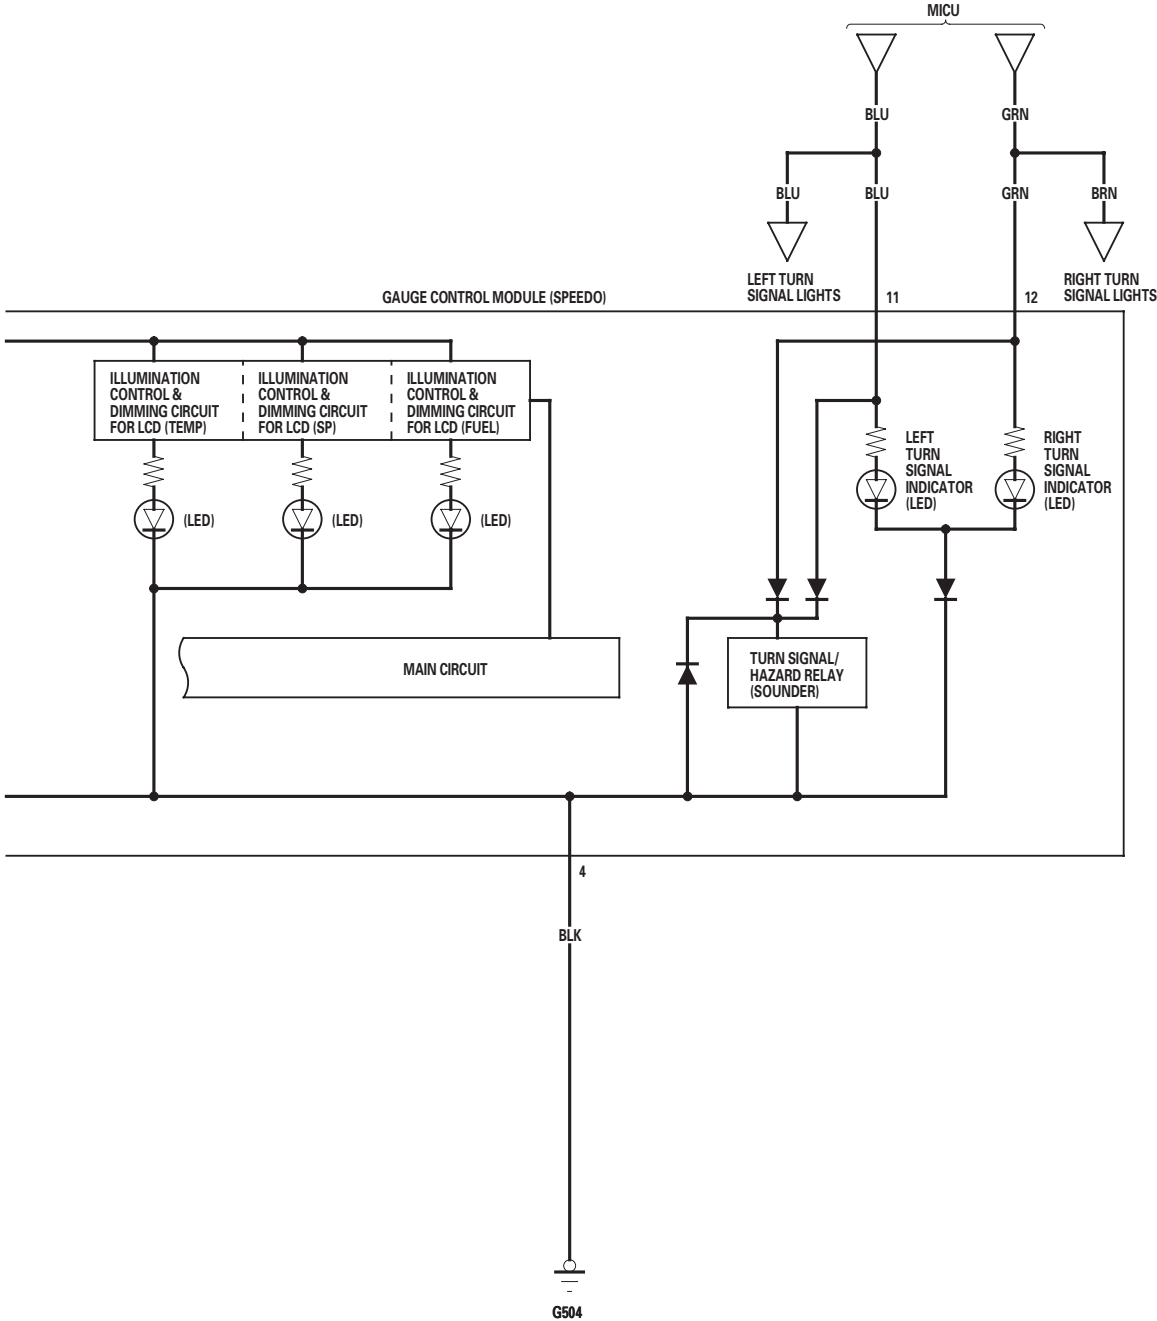 MICU
BLU
GRN
BLU
BLU
GRN
BRN
LEFT TURN
SIGNAL LIGHTS
RIGHT TURN
SIGNAL LIGHTS
GAUGE CONTROL MODULE (SPEEDO)
11
12
ILLUMINATION
CONTROL &
DIMMING CIRCUIT
FOR LCD (TEMP)
ILLUMINATION
CONTROL &
DIMMING CIRCUIT
FOR LCD (SP)
ILLUMINATION
CONTROL &
DIMMING CIRCUIT
FOR LCD (FUEL)
LEFT
TURN
SIGNAL
INDICATOR
(LED)
RIGHT
TURN
SIGNAL
INDICATOR
(LED)
(LED)
(LED)
(LED)
MAIN CIRCUIT
TURN SIGNAL/
HAZARD RELAY
(SOUNDER)
4
BLK
G504